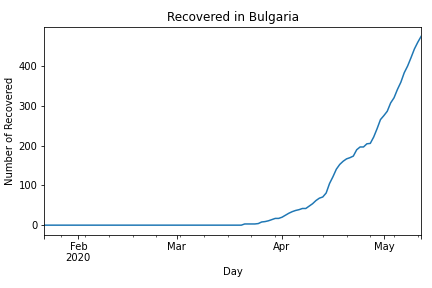 Recovered in Bulgaria
Number of Recovered
400
300
200
100
0
Feb
2020
Mar
Apr
May
Day